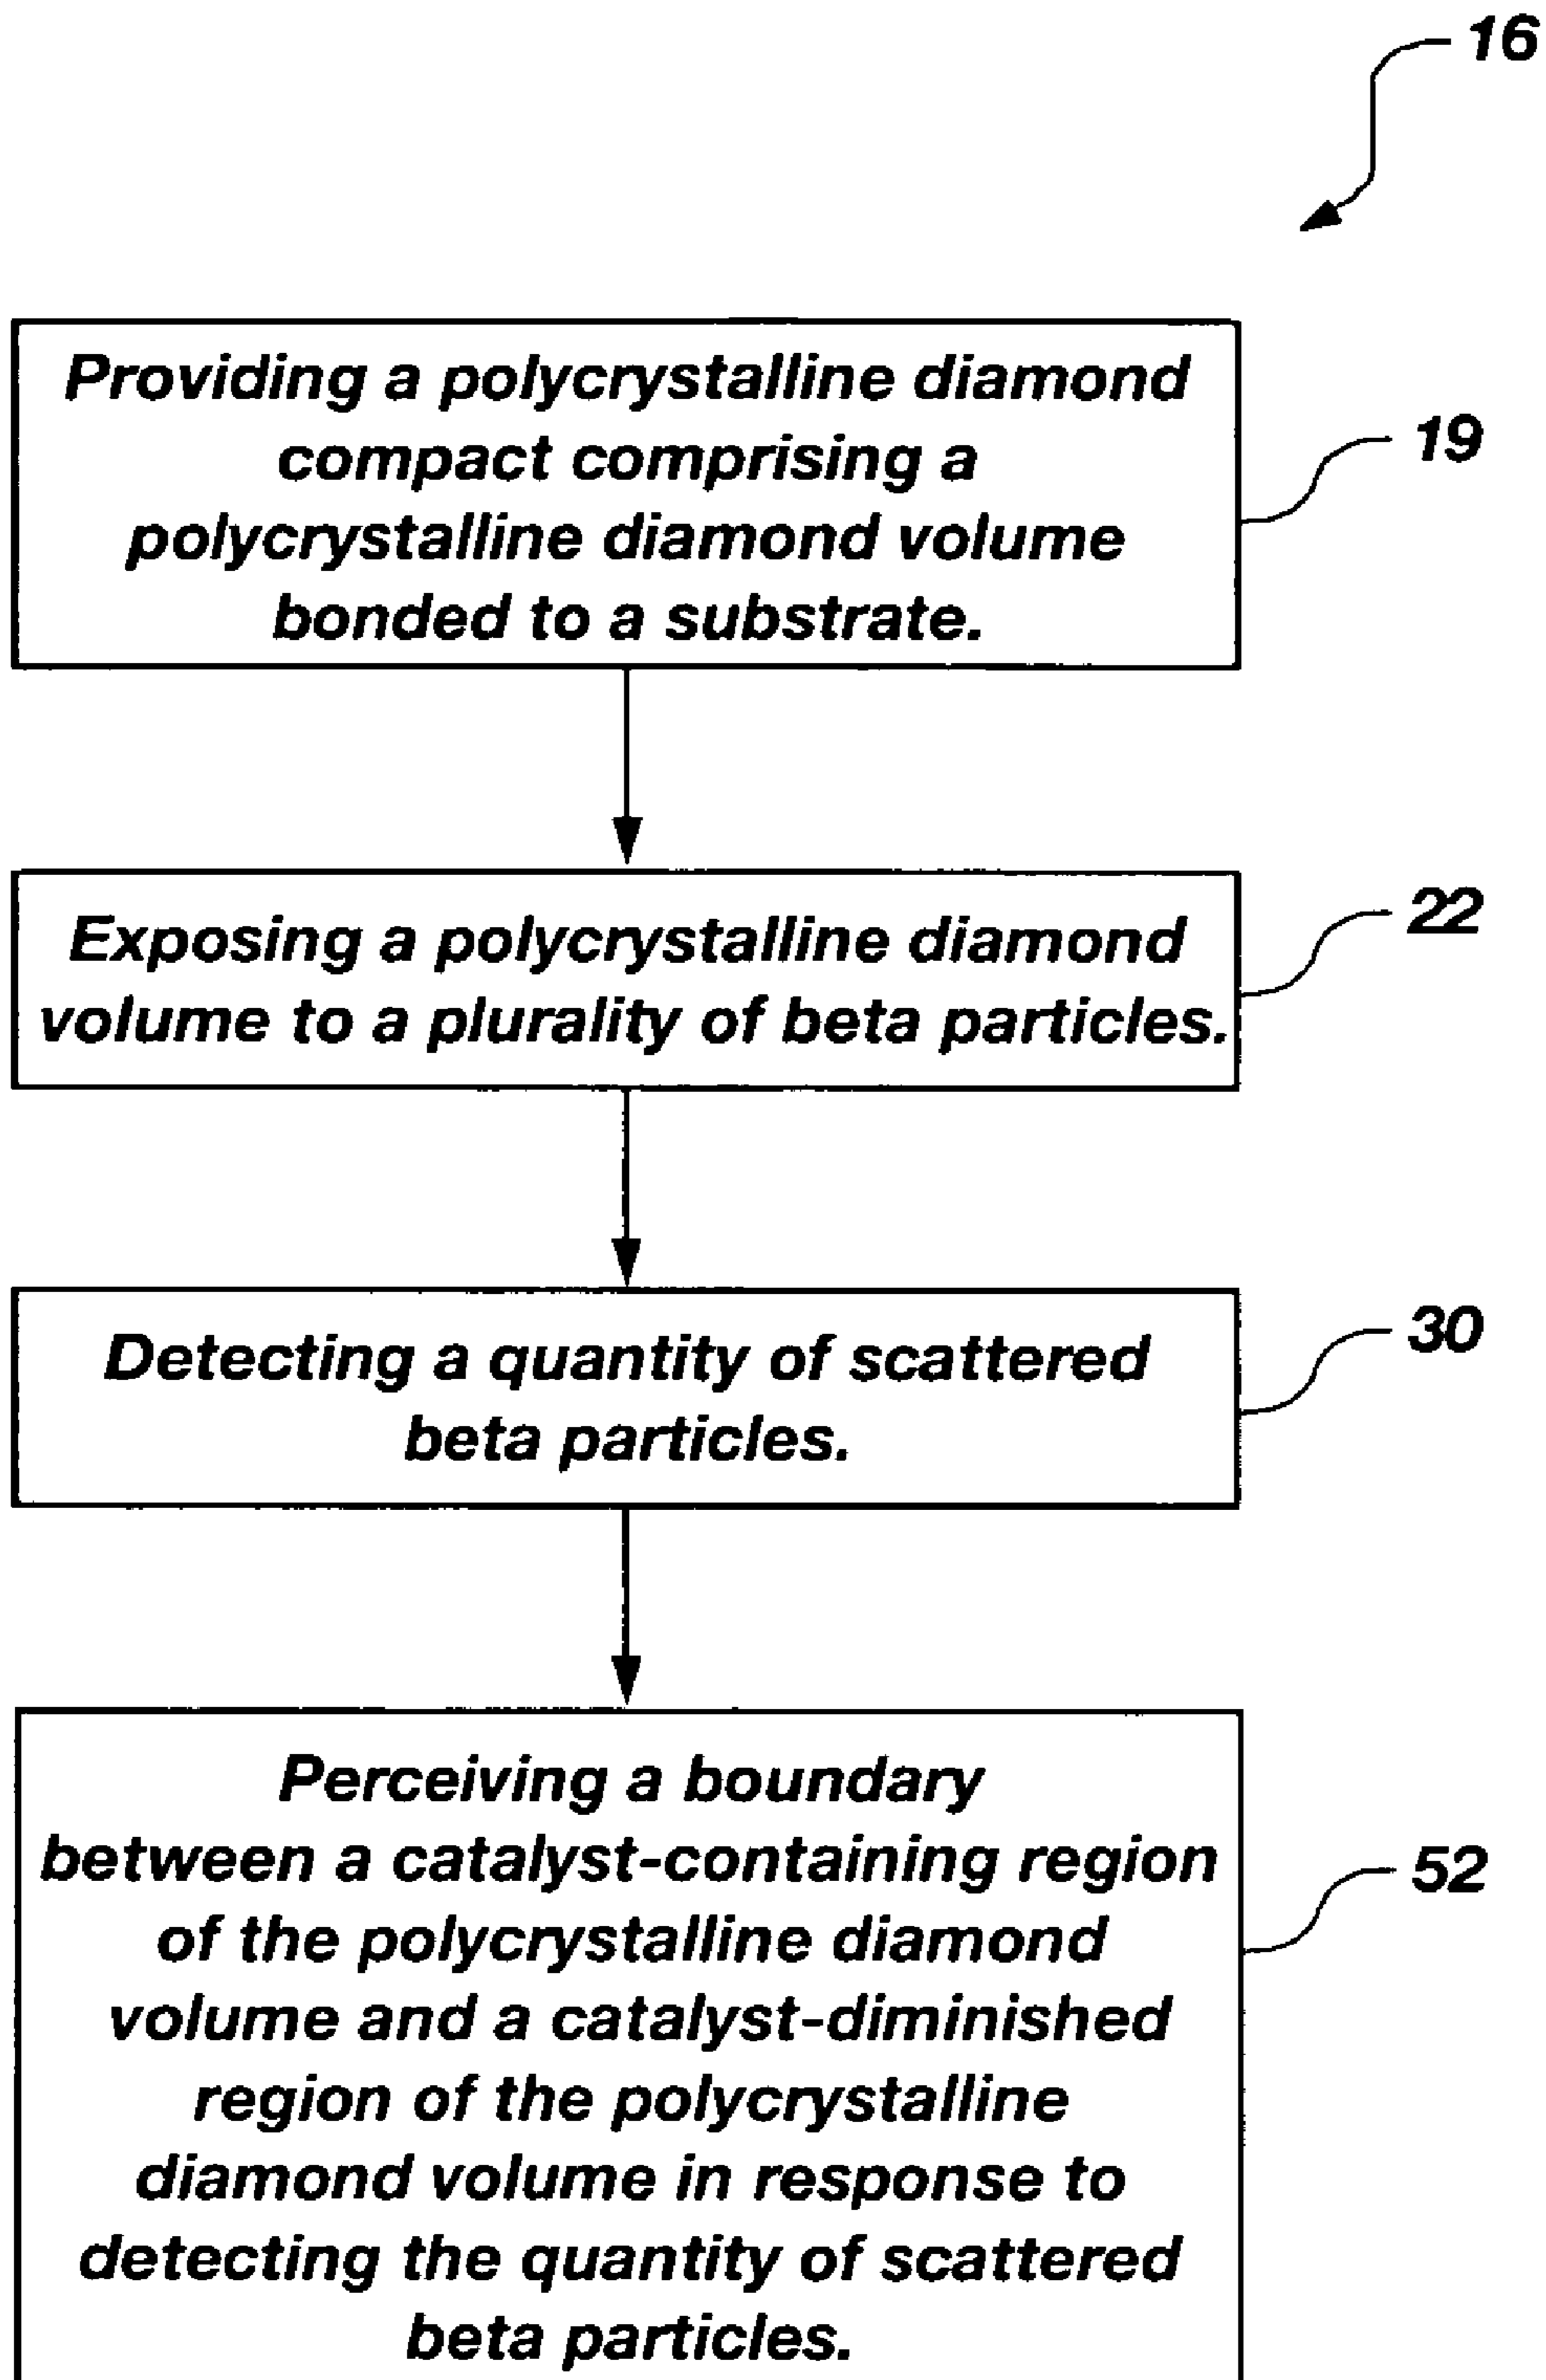 16
Providing a polycrystalline diamond
compact comprising a
polycrystalline diamond volume
bonded to a substrate.
19
Exposing a polycrystalline diamond
volume to a plurality of beta particles.
22
Detecting a quantity of scattered
beta particles.
30
Perceiving a boundary
between a catalyst-containing region
of the polycrystalline diamond
volume and a catalyst-diminished
region of the polycrystalline
diamond volume in response to
detecting the quantity of scattered
beta particles.
52